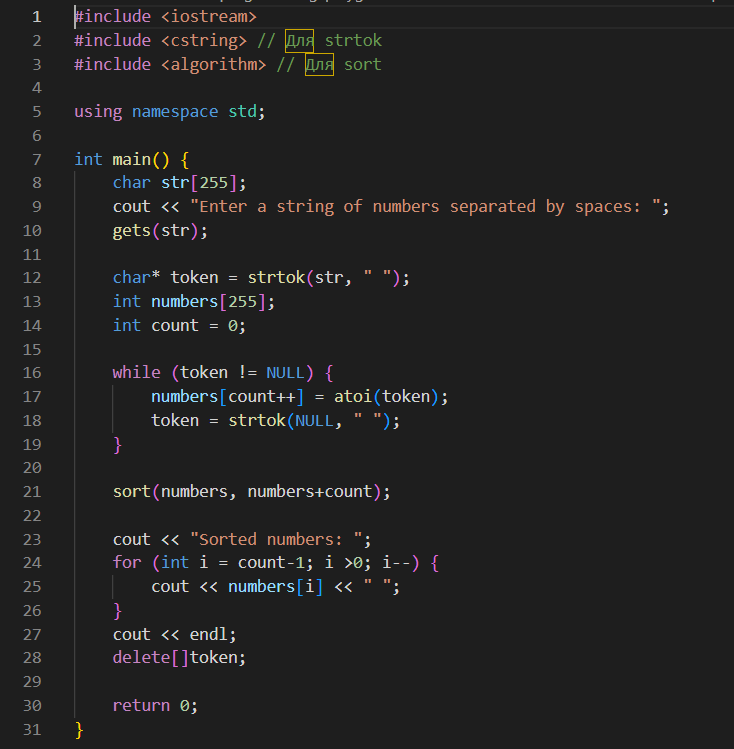 1 #include <iostream>
2 #include <cstring> // Для strtok
3 #include <algorithm> // Для sort
4
5 using namespace std;
6
7 int main() {
8     char str[255];
9     cout << "Enter a string of numbers separated by spaces: ";
10     gets(str);
11
12     char* token = strtok(str, " ");
13     int numbers[255];
14     int count = 0;
15
16     while (token != NULL) {
17         numbers[count++] = atoi(token);
18         token = strtok(NULL, " ");
19     }
20
21     sort(numbers, numbers+count);
22
23     cout << "Sorted numbers: ";
24     for (int i = count-1; i >0; i--) {
25         cout << numbers[i] << " ";
26     }
27     cout << endl;
28     delete[]token;
29
30     return 0;
31 }